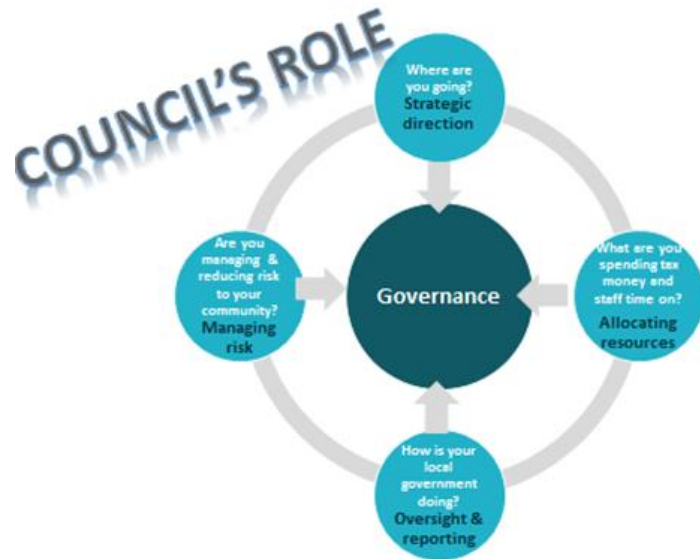 COUNCIL'S ROLE
Where are
you going?
Strategic
direction
Are you
managing &
reducing risk
to your
community?
Managing
risk
Governance
What are you
spending tax
money and
staff time on?
Allocating
resources
How is your
local
government
doing?
Oversight &
reporting